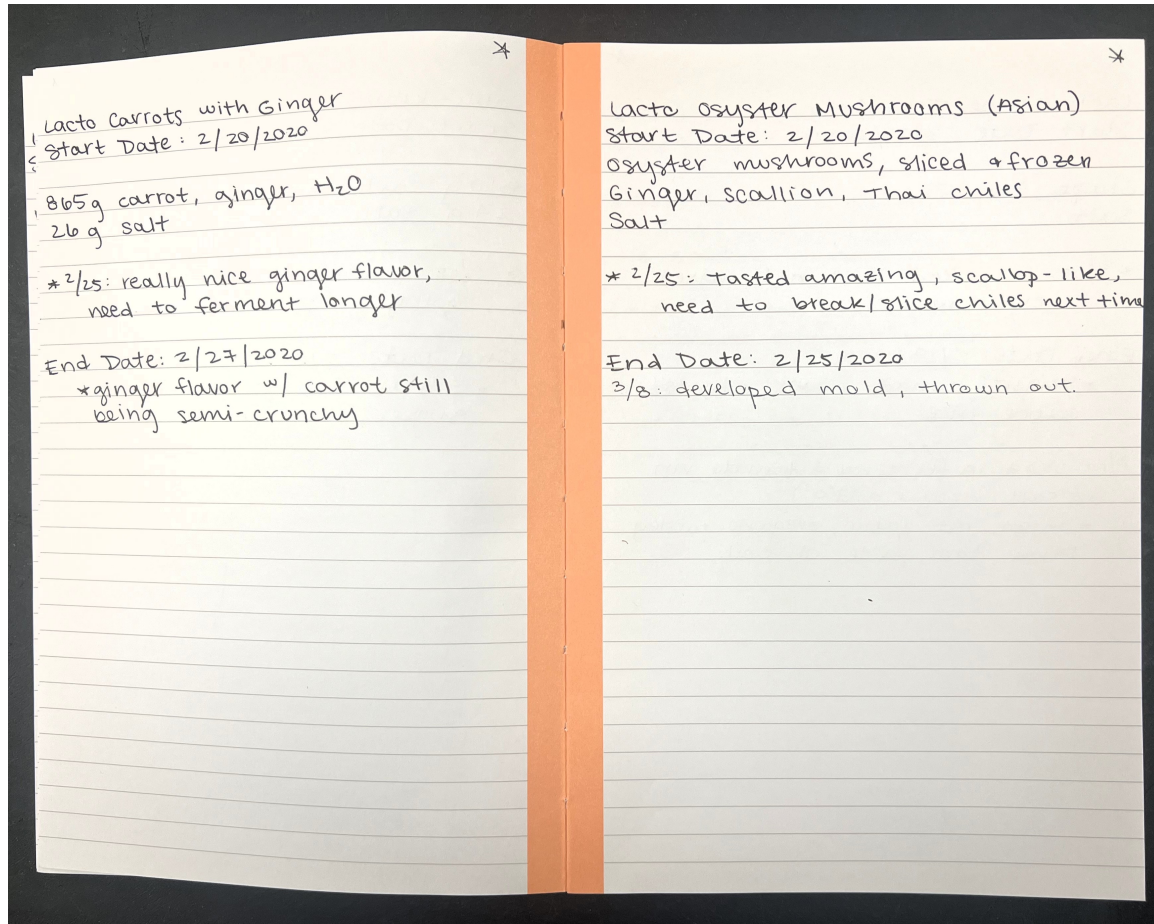 Lacto Carrots with Ginger
Start Date: 2/20/2020
865g carrot, ginger, H₂O
26g salt
* 2/25: really nice ginger flavor,
need to ferment longer
End Date: 2/27/2020
* ginger flavor w/ carrot still
being semi-crunchy
Lacto Osyster Mushrooms (Asian)
Start Date: 2/20/2020
Osyster mushrooms, sliced & frozen
Ginger, scallion, Thai chiles
Salt
* 2/25: Tasted amazing, scallop-like,
need to break/slice chiles next time
End Date: 2/25/2020
3/8: developed mold, thrown out.